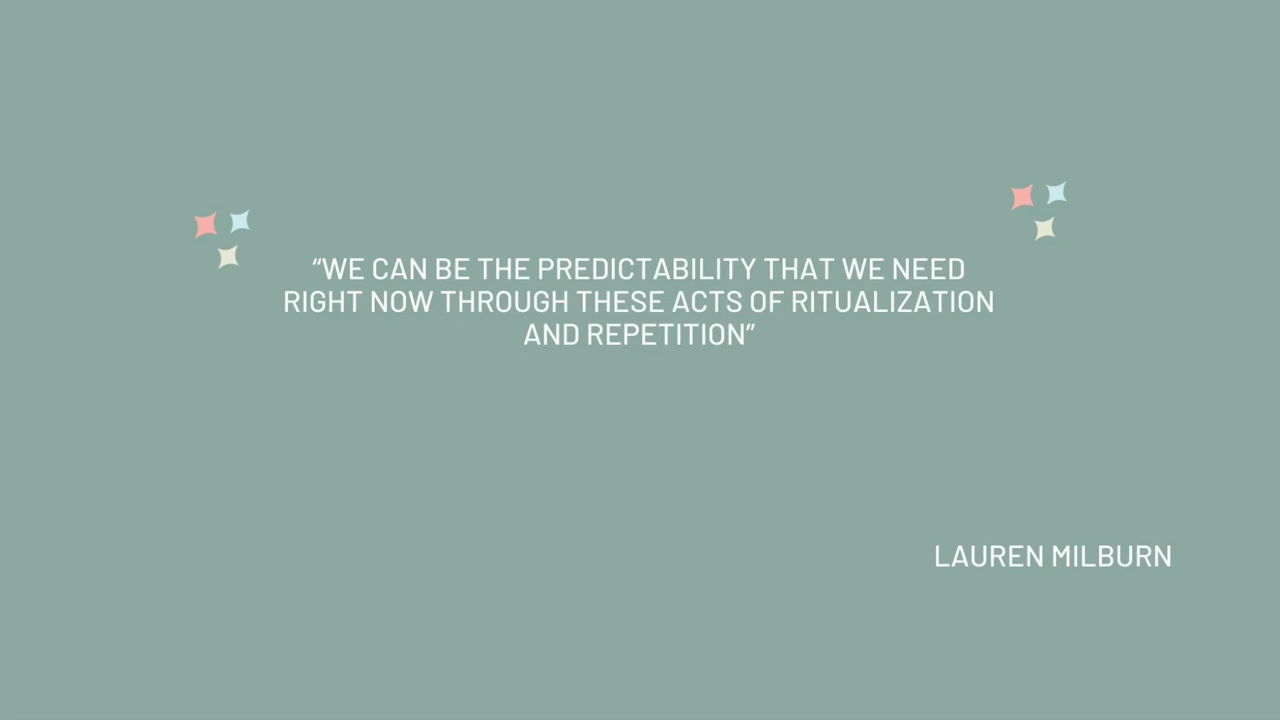 “WE CAN BE THE PREDICTABILITY THAT WE NEED
RIGHT NOW THROUGH THESE ACTS OF RITUALIZATION
AND REPETITION”
LAUREN MILBURN